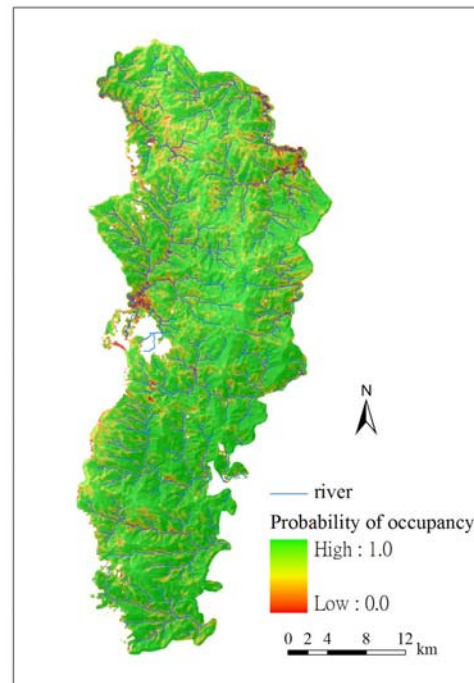 N
river
Probability of occupancy
High : 1.0
Low : 0.0
0 2 4 8 12
km